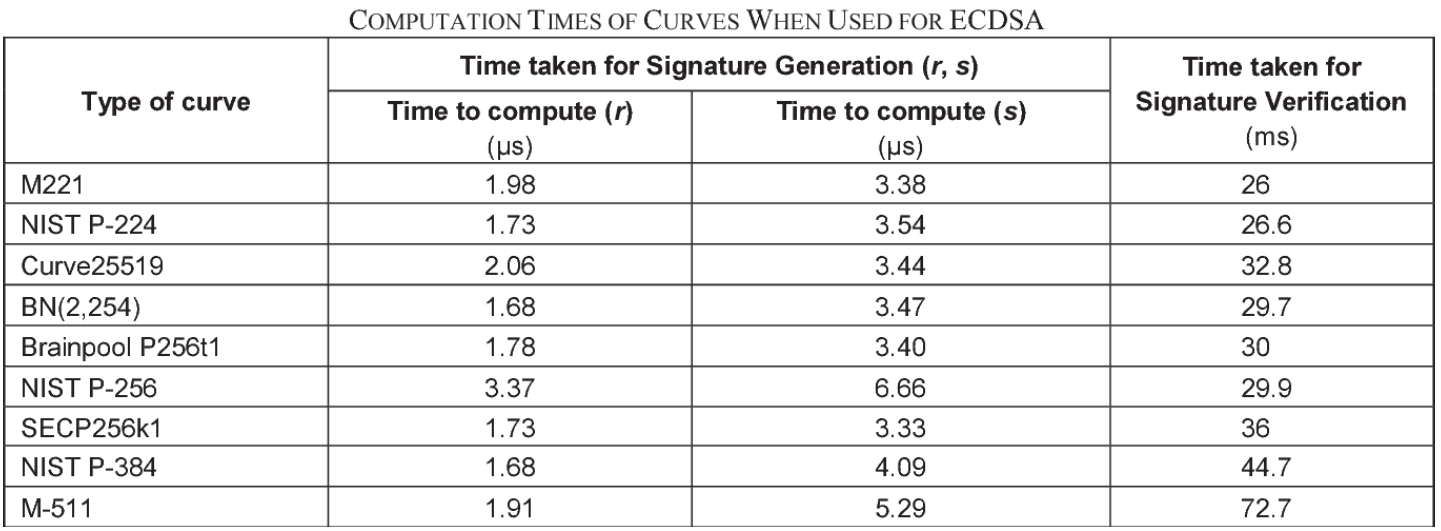 COMPUTATION TIMES OF CURVES WHEN USED FOR ECDSA
Type of curve
Time taken for Signature Generation (r, s)
Time taken for
Signature Verification
(ms)
Time to compute (r)
(µs)
Time to compute (s)
(µs)
M221 1.98 3.38 26
NIST P-224 1.73 3.54 26.6
Curve25519 2.06 3.44 32.8
BN(2,254) 1.68 3.47 29.7
Brainpool P256t1 1.78 3.40 30
NIST P-256 3.37 6.66 29.9
SECP256k1 1.73 3.33 36
NIST P-384 1.68 4.09 44.7
M-511 1.91 5.29 72.7